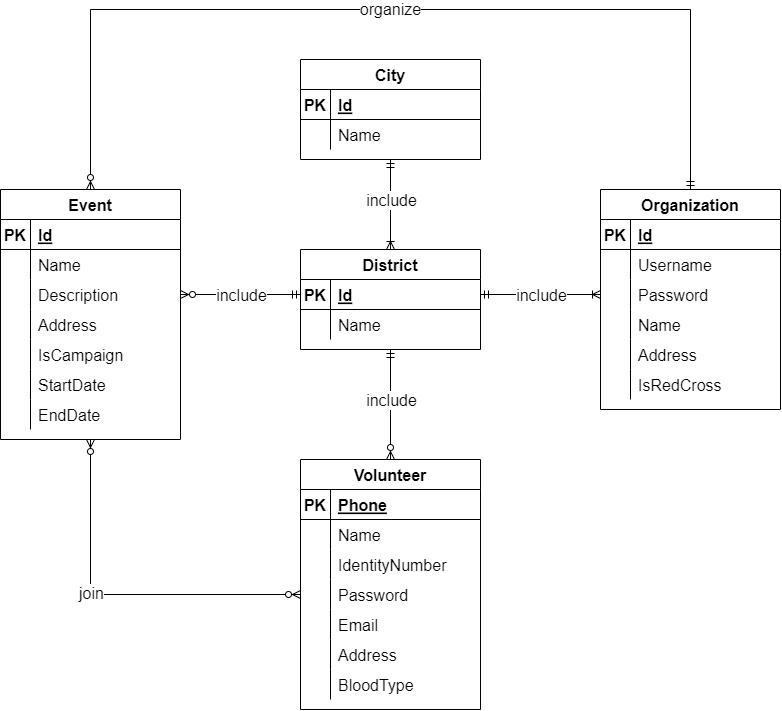 organize
City
PK Id
Name
include
Event
PK Id
Name
Description
Address
IsCampaign
StartDate
EndDate
include
District
PK Id
Name
include
Organization
PK Id
Username
Password
Name
Address
IsRedCross
include
Volunteer
PK Phone
Name
IdentityNumber
Password
Email
Address
BloodType
join